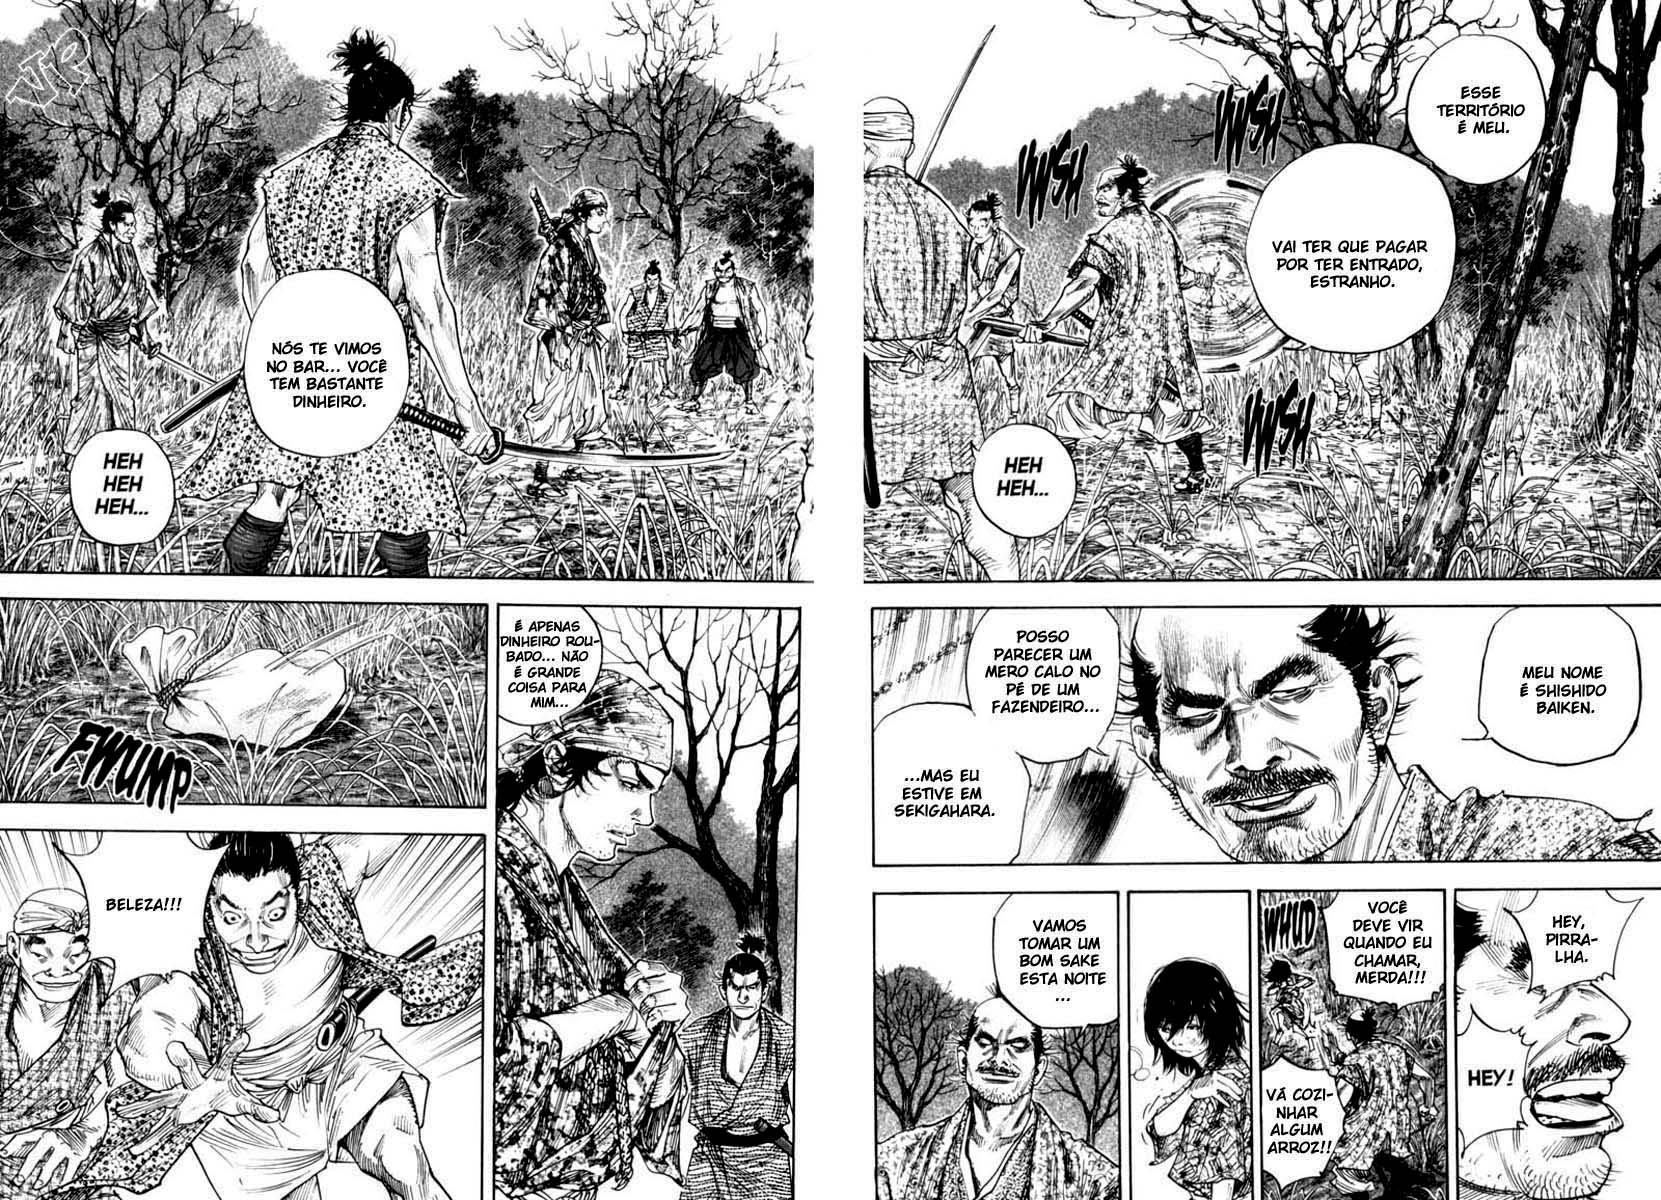 ESSE
TERRITÓRIO
É MEU.
VWSH
VWSH
VAI TER QUE PAGAR
POR TER ENTRADO,
ESTRANHO.
VWSH
HEH
HEH...
MEU NOME
É SHISHIDO
BAIKEN.
POSSO
PARECER UM
MERO CALO NO
PÉ DE UM
FAZENDEIRO...
...MAS EU
ESTIVE EM
SEKIGAHARA.
HEY,
PIRRA-
LHA.
HEY!
VOCÊ
DEVE VIR
QUANDO EU
CHAMAR,
MERDA!!!
WHUD
VÁ COZI-
NHAR
ALGUM
ARROZ!!
VAMOS
TOMAR UM
BOM SAKE
ESTA NOITE
...
NÓS TE VIMOS
NO BAR... VOCÊ
TEM BASTANTE
DINHEIRO.
HEH
HEH
HEH...
É APENAS
DINHEIRO ROU-
BADO... NÃO
É GRANDE
COISA PARA
MIM...
FWUMP
BELEZA!!!